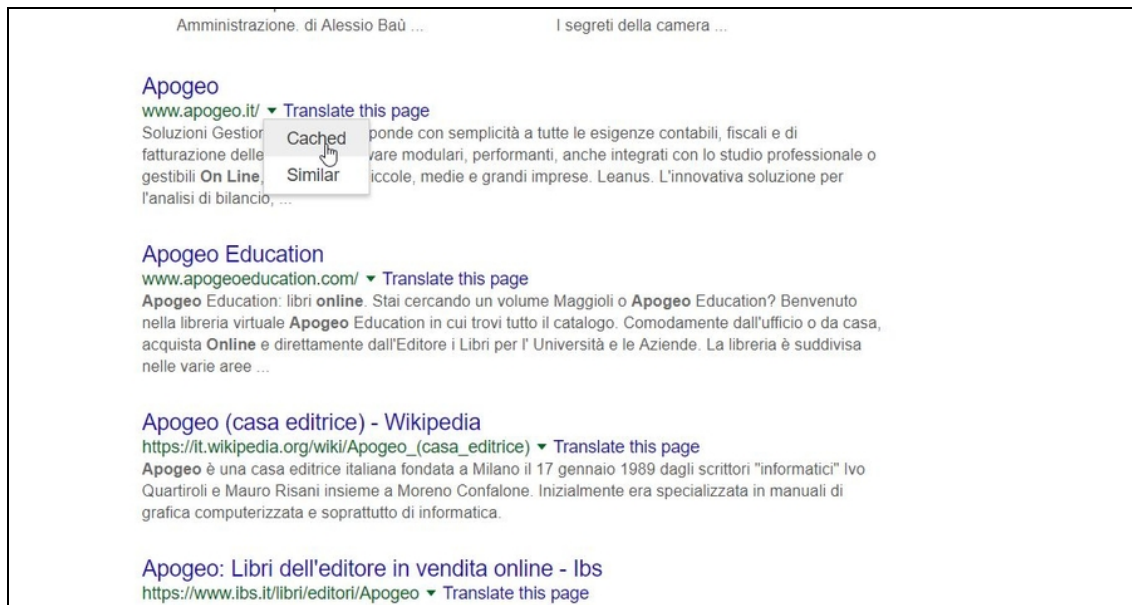 Amministrazione. di Alessio Baù ... I segreti della camera ...
Apogeo
www.apogeo.it/ Translate this page
Soluzioni Gestion ponde con semplicità a tutte le esigenze contabili, fiscali e di
Cached
fatturazione delle ware modulari, performanti, anche integrati con lo studio professionale o
gestibili On Line, iccole, medie e grandi imprese. Leanus. L'innovativa soluzione per
Similar
l'analisi di bilancio, ...
Apogeo Education
www.apogeoeducation.com/ Translate this page
Apogeo Education: libri online. Stai cercando un volume Maggioli o Apogeo Education? Benvenuto
nella libreria virtuale Apogeo Education in cui trovi tutto il catalogo. Comodamente dall'ufficio o da casa,
acquista Online e direttamente dall'Editore i Libri per l' Università e le Aziende. La libreria è suddivisa
nelle varie aree ...
Apogeo (casa editrice) - Wikipedia
https://it.wikipedia.org/wiki/Apogeo_(casa_editrice) Translate this page
Apogeo è una casa editrice italiana fondata a Milano il 17 gennaio 1989 dagli scrittori "informatici" Ivo
Quartiroli e Mauro Risani insieme a Moreno Confalone. Inizialmente era specializzata in manuali di
grafica computerizzata e soprattutto di informatica.
Apogeo: Libri dell'editore in vendita online - Ibs
https://www.ibs.it/libri/editori/Apogeo Translate this page